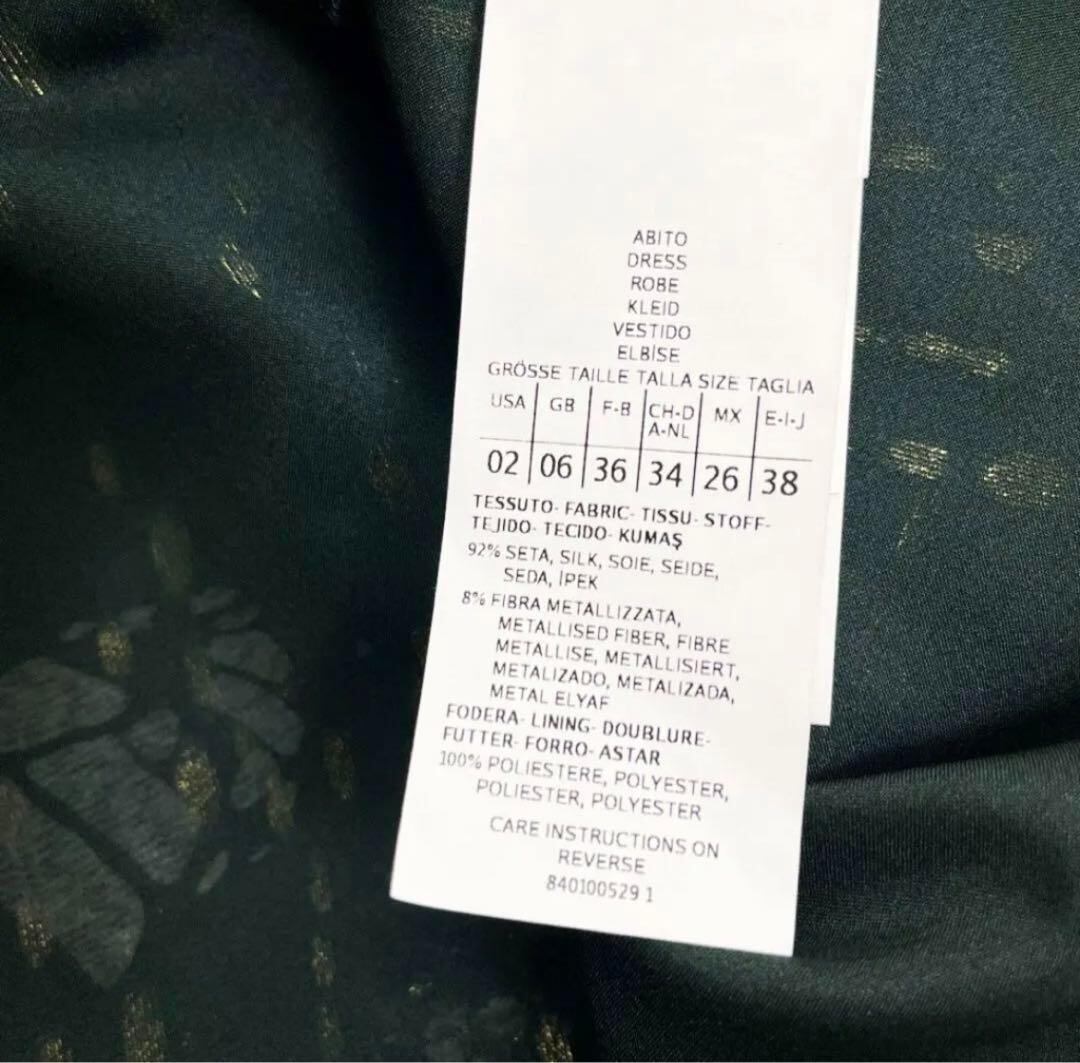 ABITO
DRESS
ROBE
KLEID
VESTIDO
ELBİSE
GRÖSSE TAILLE TALLA SIZE TAGLIA
USA GB F-B CH-D A-NL MX E-I-J
02 06 36 34 26 38
TESSUTO- FABRIC- TISSU- STOFF-
TEJIDO- TECIDO- KUMAŞ
92% SETA, SILK, SOIE, SEIDE,
SEDA, İPEK
8% FIBRA METALLIZZATA,
METALLISED FIBER, FIBRE
METALLISE, METALLISIERT,
METALIZADO, METALIZADA,
METAL ELYAF
FODERA- LINING- DOUBLURE-
FUTTER- FORRO- ASTAR
100% POLIESTERE, POLYESTER,
POLIESTER, POLYESTER
CARE INSTRUCTIONS ON
REVERSE
840100529 1